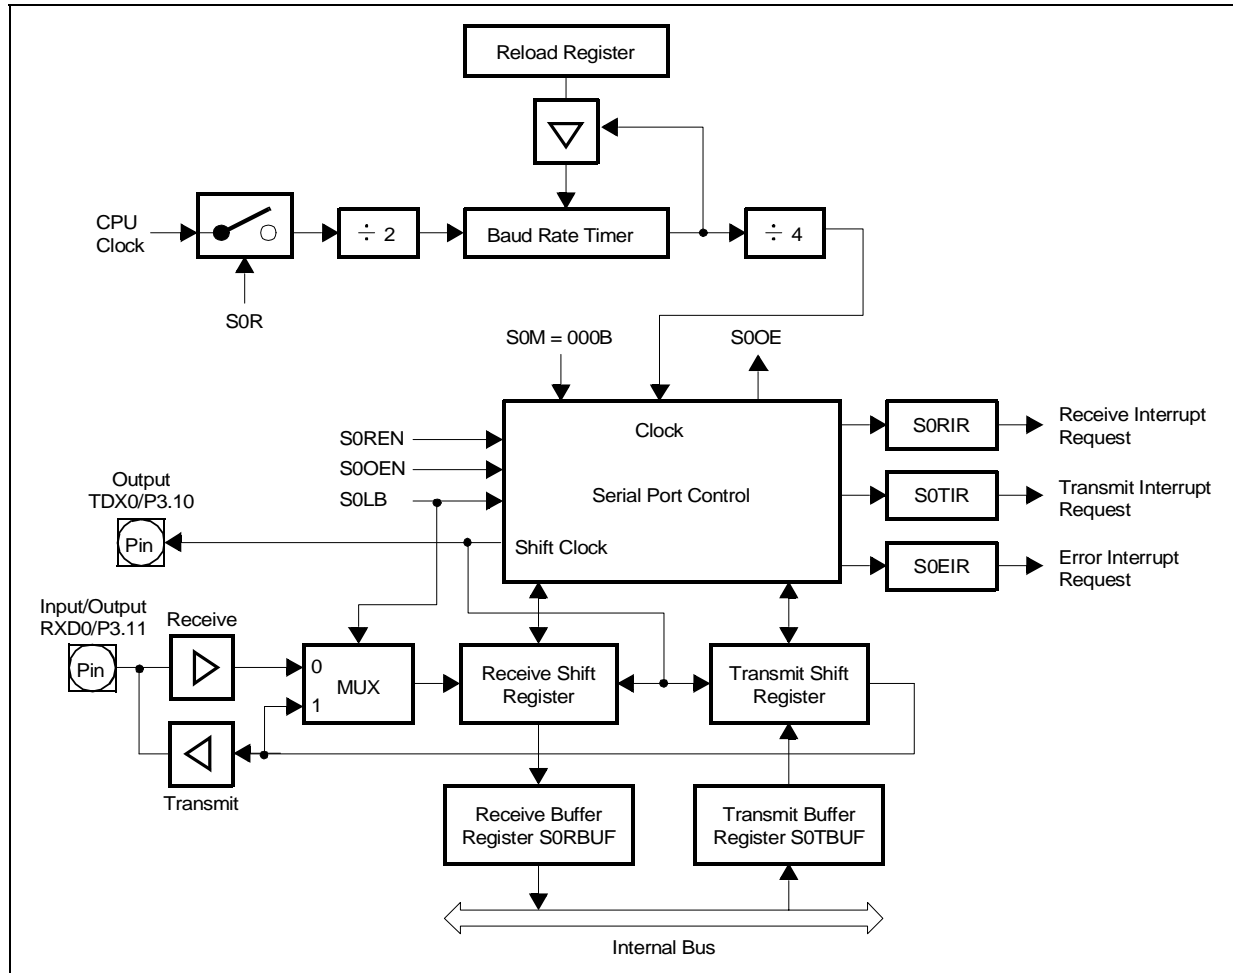 Reload Register
CPU
Clock
÷ 2
Baud Rate Timer
÷ 4
S0R
S0M = 000B
S0OE
Clock
S0REN
S0OEN
S0LB
Serial Port Control
Shift Clock
S0RIR
Receive Interrupt
Request
S0TIR
Transmit Interrupt
Request
S0EIR
Error Interrupt
Request
Output
TDX0/P3.10
Pin
Input/Output
RXD0/P3.11
Pin
Receive
0
MUX
1
Transmit
Receive Shift
Register
Transmit Shift
Register
Receive Buffer
Register S0RBUF
Transmit Buffer
Register S0TBUF
Internal Bus